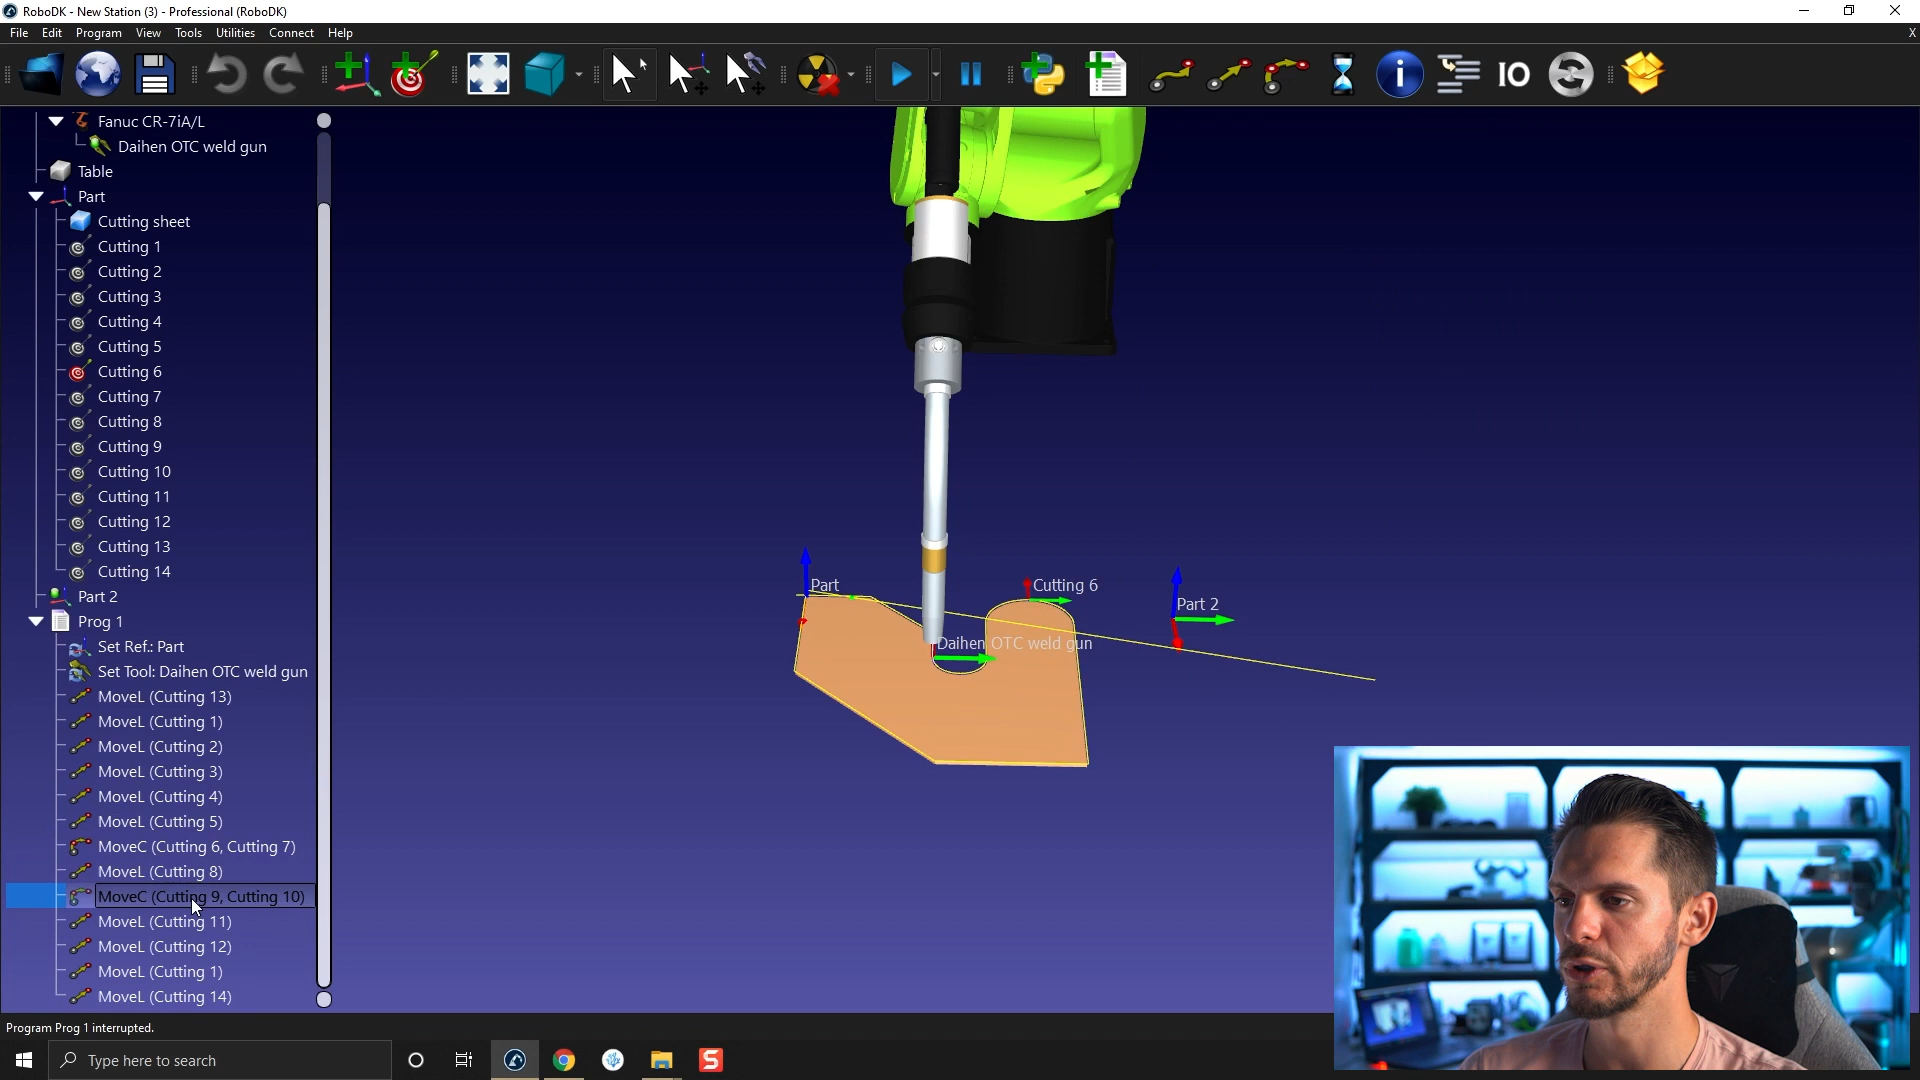 RoboDK - New Station (3) - Professional (RoboDK)
File Edit Program View Tools Utilities Connect Help
X
IO
Fanuc CR-7iA/L
Daihen OTC weld gun
Table
Part
Cutting sheet
Cutting 1
Cutting 2
Cutting 3
Cutting 4
Cutting 5
Cutting 6
Cutting 7
Cutting 8
Cutting 9
Cutting 10
Cutting 11
Cutting 12
Cutting 13
Cutting 14
Part 2
Prog 1
Set Ref.: Part
Set Tool: Daihen OTC weld gun
MoveL (Cutting 13)
MoveL (Cutting 1)
MoveL (Cutting 2)
MoveL (Cutting 3)
MoveL (Cutting 4)
MoveL (Cutting 5)
MoveC (Cutting 6, Cutting 7)
MoveL (Cutting 8)
MoveC (Cutting 9, Cutting 10)
MoveL (Cutting 11)
MoveL (Cutting 12)
MoveL (Cutting 1)
MoveL (Cutting 14)
Part
Cutting 6
Part 2
Daihen OTC weld gun
Program Prog 1 interrupted.
Type here to search
S